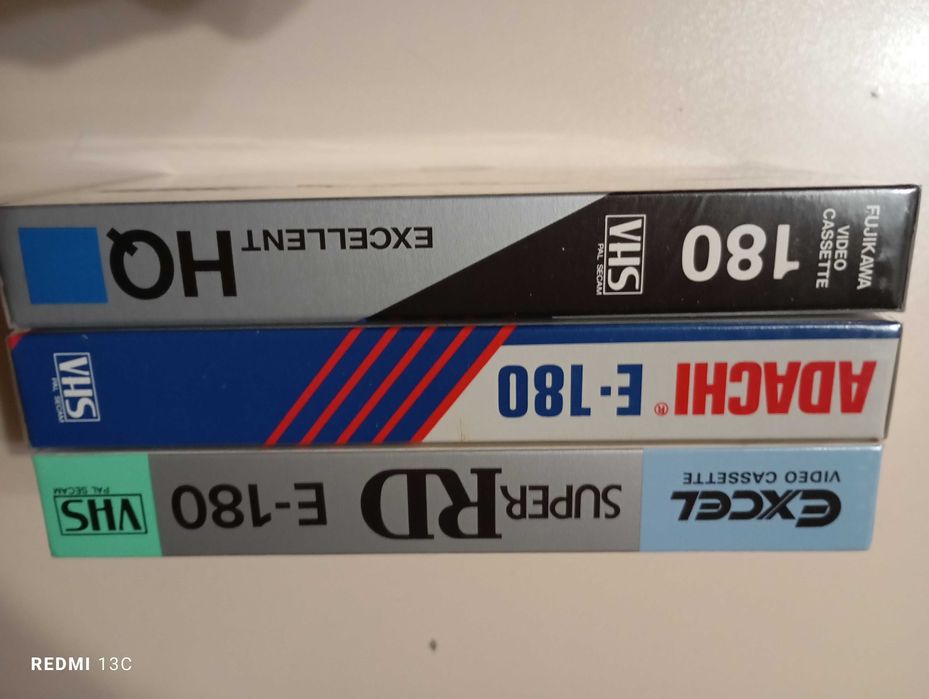 FUJIKAWA
VIDEO
CASSETTE
180
VHS
PAL SECAM
EXCELLENT
HQ
ADACHI® E-180
VHS
PAL SECAM
EXCEL
VIDEO CASSETTE
SUPER RD E-180
VHS
PAL SECAM
REDMI 13C